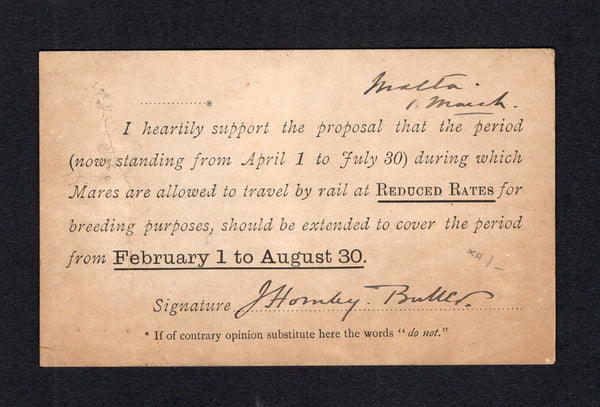 Malta.
1. March.
..............*
I heartily support the proposal that the period
(now standing from April 1 to July 30) during which
Mares are allowed to travel by rail at REDUCED RATES for
breeding purposes, should be extended to cover the period
from February 1 to August 30.
Signature J Hornby. Butler.
* If of contrary opinion substitute here the words "do not."